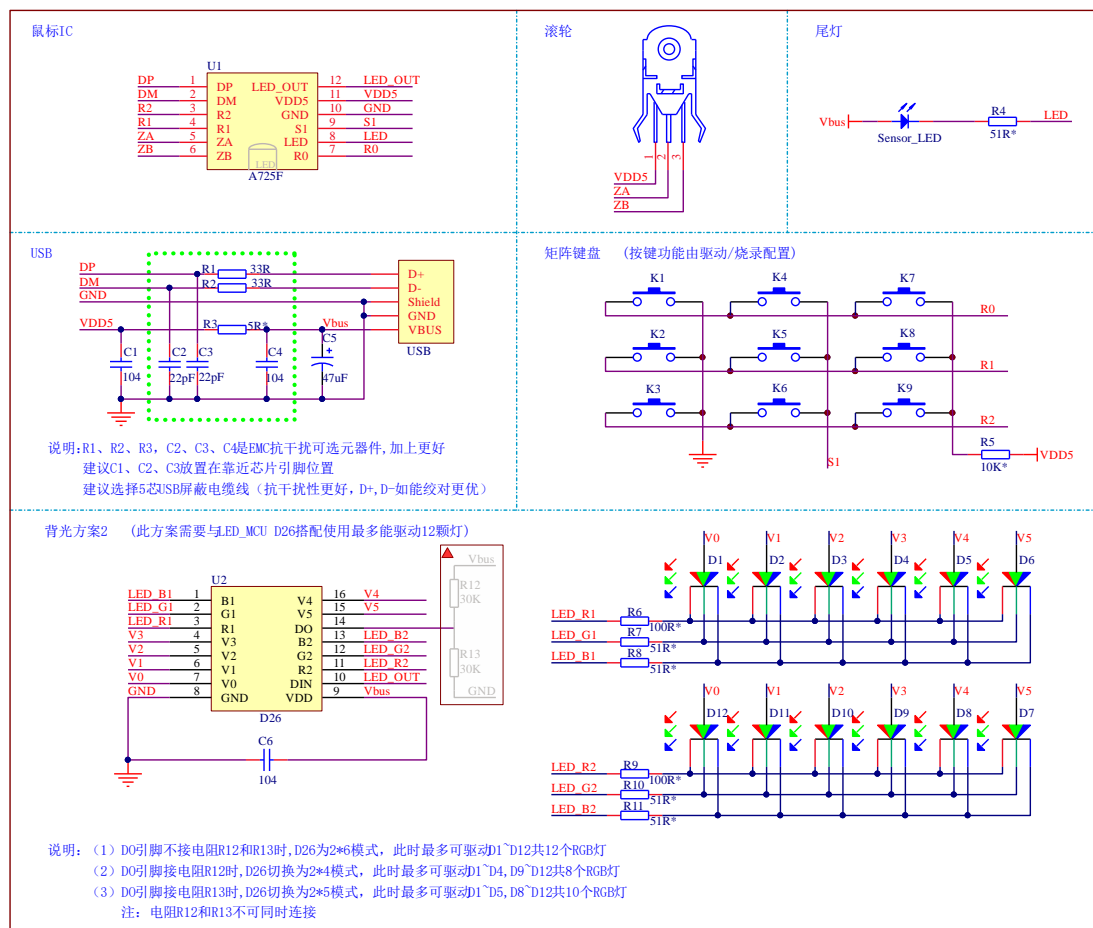 鼠标IC
U1
DP 1 DP LED_OUT 12 LED_OUT
DM 2 DM VDD5 11 VDD5
R2 3 R2 GND 10 GND
R1 4 R1 S1 9 S1
ZA 5 ZA LED 8 LED
ZB 6 ZB R0 7 R0
LED
A725F
滚轮
1 2 3
VDD5
ZA
ZB
尾灯
Vbus Sensor_LED R4 51R* LED
USB
DP R1 33R D+
DM R2 33R D-
GND Shield
GND
VDD5 R3 5R* Vbus VBUS
USB
C1 104
C2 22pF
C3 22pF
C4 104
C5 + 47uF
说明:R1、R2、R3，C2、C3、C4是EMC抗干扰可选元器件,加上更好
建议C1、C2、C3放置在靠近芯片引脚位置
建议选择5芯USB屏蔽电缆线（抗干扰性更好，D+,D-如能绞对更优）
矩阵键盘 (按键功能由驱动/烧录配置)
K1 K4 K7
R0
K2 K5 K8
R1
K3 K6 K9
R2
S1
R5 10K* VDD5
背光方案2 (此方案需要与LED_MCU D26搭配使用最多能驱动12颗灯)
U2
LED_B1 1 B1 V4 16 V4
LED_G1 2 G1 V5 15 V5
LED_R1 3 R1 DO 14
V3 4 V3 B2 13 LED_B2
V2 5 V2 G2 12 LED_G2
V1 6 V1 R2 11 LED_R2
V0 7 V0 DIN 10 LED_OUT
GND 8 GND VDD 9 Vbus
D26
C6
104
Vbus
R12
30K
R13
30K
GND
V0 V1 V2 V3 V4 V5
D1 D2 D3 D4 D5 D6
LED_R1 R6 100R*
LED_G1 R7 51R*
LED_B1 R8 51R*
V0 V1 V2 V3 V4 V5
D12 D11 D10 D9 D8 D7
LED_R2 R9 100R*
LED_G2 R10 51R*
LED_B2 R11 51R*
说明：（1）DO引脚不接电阻R12和R13时,D26为2*6模式，此时最多可驱动D1~D12共12个RGB灯
（2）DO引脚接电阻R12时,D26切换为2*4模式，此时最多可驱动D1~D4,D9~D12共8个RGB灯
（3）DO引脚接电阻R13时,D26切换为2*5模式，此时最多可驱动D1~D5,D8~D12共10个RGB灯
注：电阻R12和R13不可同时连接